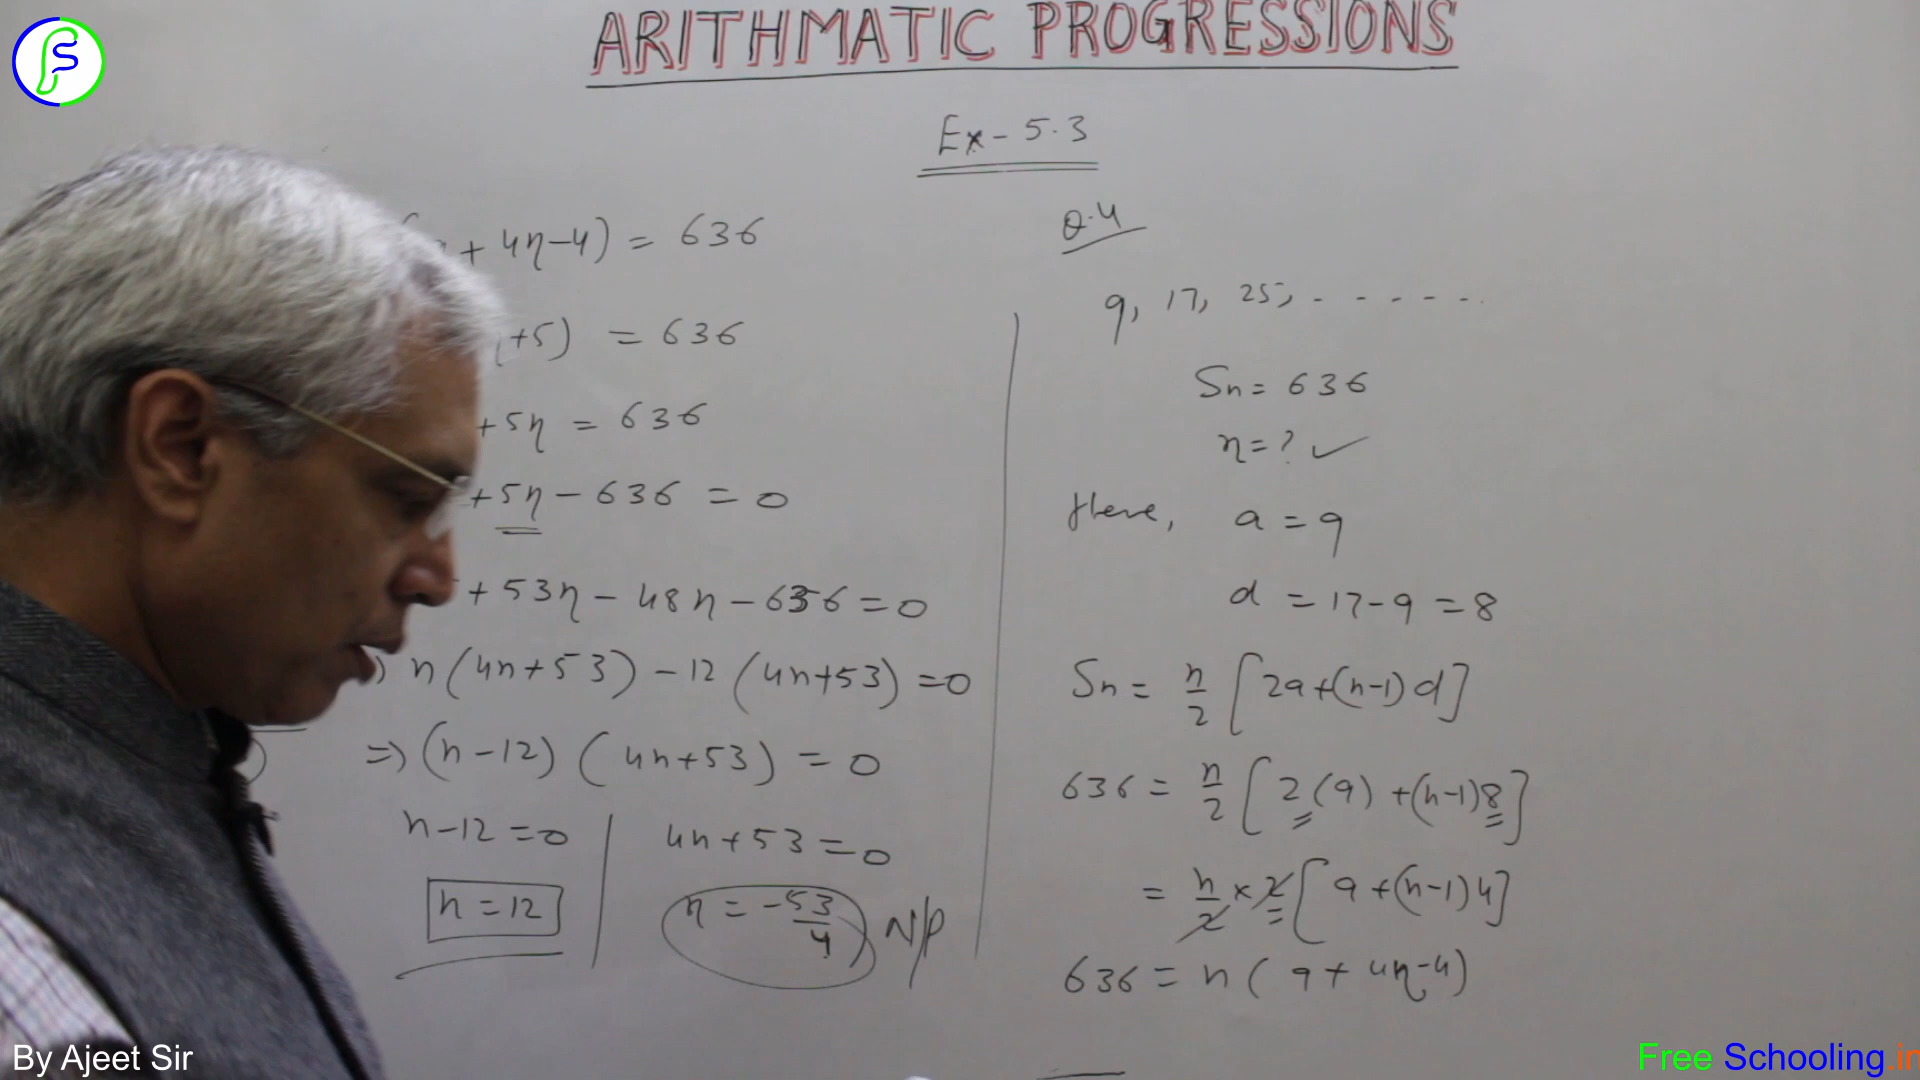 ARITHMATIC PROGRESSIONS
Ex - 5.3
Q.4
9, 17, 25, - - - - - -
Sn = 636
n = ? ✓
Here, a = 9
d = 17 - 9 = 8
Sn = n/2 [2a + (n-1) d]
636 = n/2 [2(9) + (n-1)8]
= n/2 × 2 [9 + (n-1)4]
636 = n (9 + 4n-4)
+ 4n-4) = 636
+5) = 636
+5n = 636
+5n - 636 = 0
+ 53n - 48n - 636 = 0
n(4n+53) - 12 (4n+53) = 0
=> (n-12) (4n+53) = 0
n-12 = 0
n = 12
4n+53 = 0
n = -53/4 N/P
By Ajeet Sir
Free Schooling.in